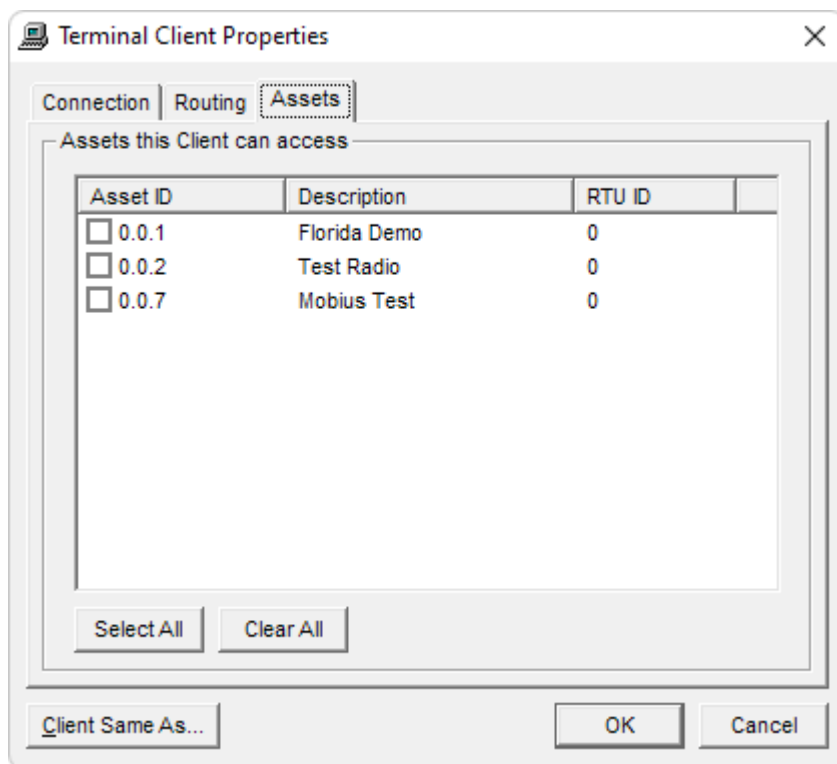 Terminal Client Properties
Connection Routing Assets
Assets this Client can access
Asset ID Description RTU ID
0.0.1 Florida Demo 0
0.0.2 Test Radio 0
0.0.7 Mobius Test 0
Select All Clear All
Client Same As... OK Cancel